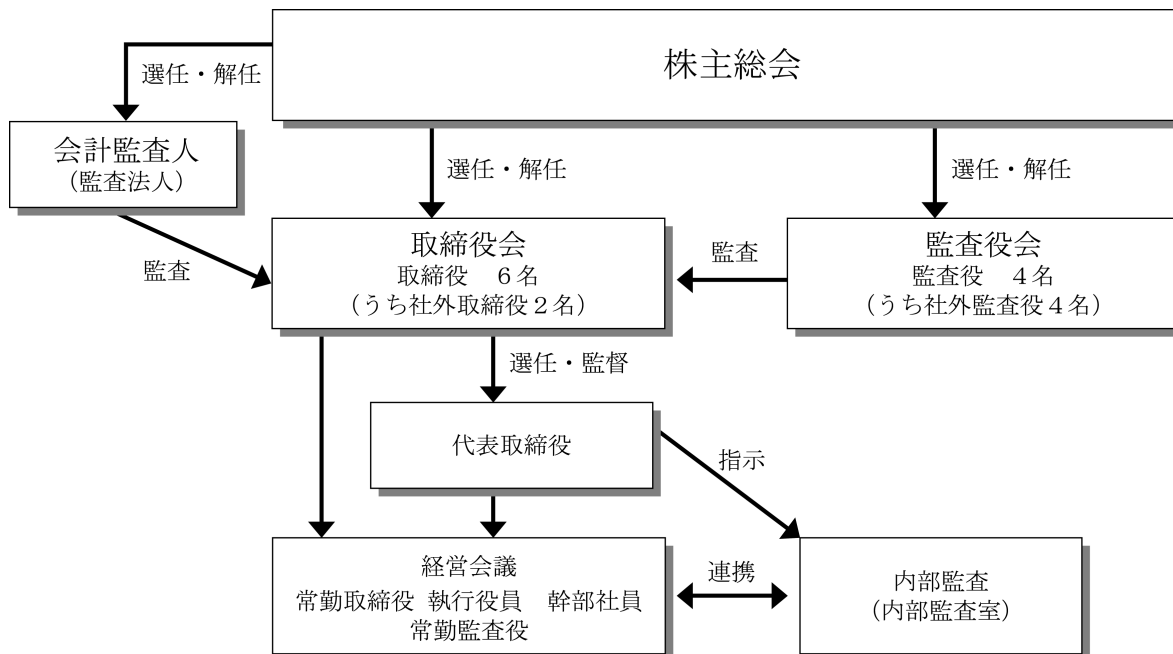 株主総会
選任・解任
会計監査人
(監査法人)
選任・解任
選任・解任
監査
取締役会
取締役　６名
(うち社外取締役２名)
監査
監査役会
監査役　４名
(うち社外監査役４名)
選任・監督
代表取締役
指示
経営会議
常勤取締役 執行役員　幹部社員
常勤監査役
連携
内部監査
(内部監査室)